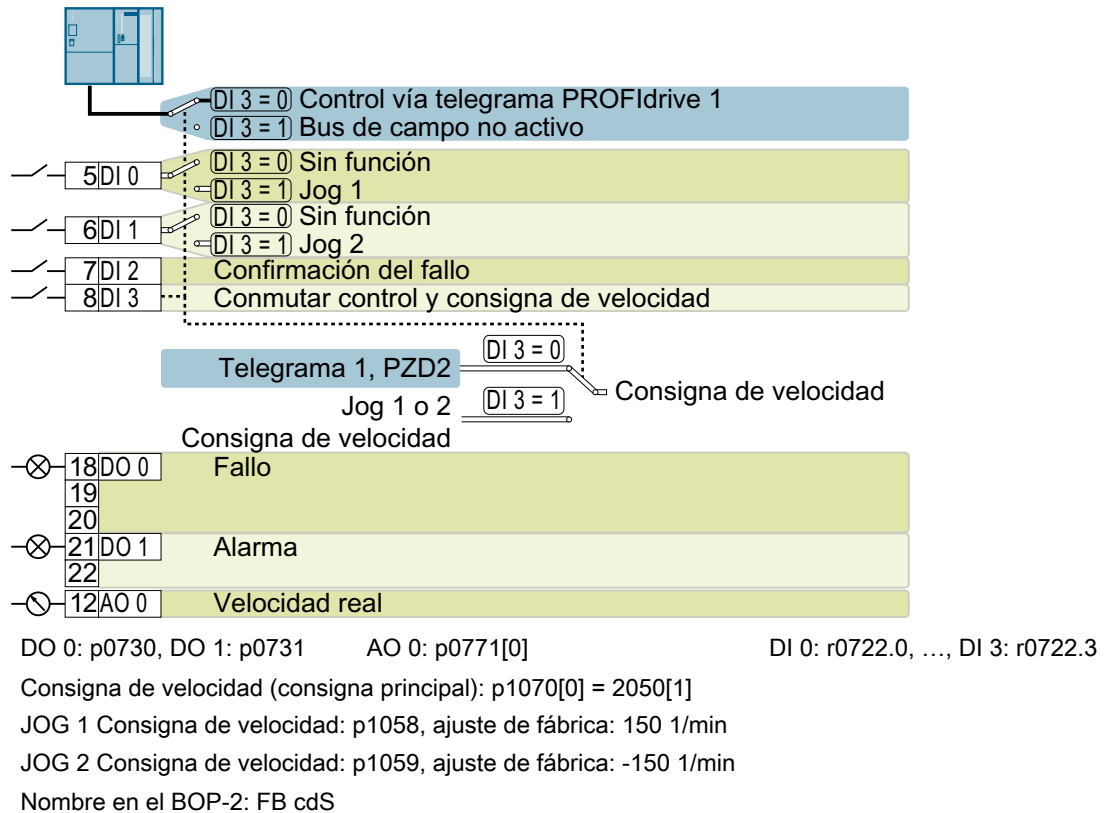 DI 3 = 0 Control vía telegrama PROFIdrive 1
DI 3 = 1 Bus de campo no activo
5 DI 0 DI 3 = 0 Sin función
DI 3 = 1 Jog 1
6 DI 1 DI 3 = 0 Sin función
DI 3 = 1 Jog 2
7 DI 2 Confirmación del fallo
8 DI 3 Conmutar control y consigna de velocidad
Telegrama 1, PZD2 DI 3 = 0
Consigna de velocidad
Jog 1 o 2 DI 3 = 1
Consigna de velocidad
18 DO 0 Fallo
19
20
21 DO 1 Alarma
22
12 AO 0 Velocidad real
DO 0: p0730, DO 1: p0731 AO 0: p0771[0] DI 0: r0722.0, …, DI 3: r0722.3
Consigna de velocidad (consigna principal): p1070[0] = 2050[1]
JOG 1 Consigna de velocidad: p1058, ajuste de fábrica: 150 1/min
JOG 2 Consigna de velocidad: p1059, ajuste de fábrica: -150 1/min
Nombre en el BOP-2: FB cdS